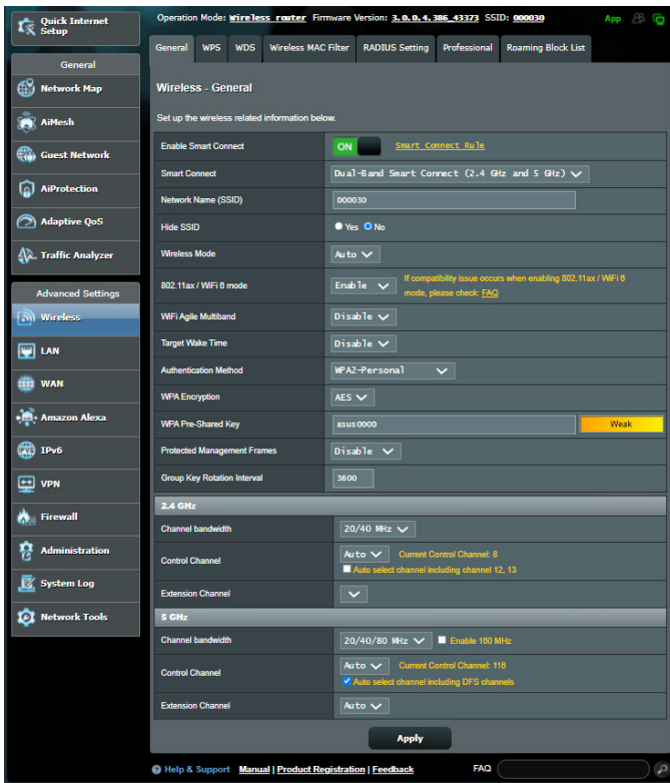 Quick Internet
Setup
General
Network Map
AiMesh
Guest Network
AiProtection
Adaptive QoS
Traffic Analyzer
Advanced Settings
Wireless
LAN
WAN
Amazon Alexa
IPv6
VPN
Firewall
Administration
System Log
Network Tools
Operation Mode: Wireless router Firmware Version: 3.0.0.4.386_43373 SSID: 000030 App
General WPS WDS Wireless MAC Filter RADIUS Setting Professional Roaming Block List
Wireless - General
Set up the wireless related information below.
Enable Smart Connect ON Smart Connect Rule
Smart Connect Dual-Band Smart Connect (2.4 GHz and 5 GHz)
Network Name (SSID) 000030
Hide SSID Yes No
Wireless Mode Auto
802.11ax / WiFi 6 mode Enable If compatibility issue occurs when enabling 802.11ax / WiFi 6
mode, please check: FAQ
WiFi Agile Multiband Disable
Target Wake Time Disable
Authentication Method WPA2-Personal
WPA Encryption AES
WPA Pre-Shared Key asus0000 Weak
Protected Management Frames Disable
Group Key Rotation Interval 3600
2.4 GHz
Channel bandwidth 20/40 MHz
Control Channel Auto Current Control Channel: 8
Auto select channel including channel 12, 13
Extension Channel
5 GHz
Channel bandwidth 20/40/80 MHz Enable 160 MHz
Control Channel Auto Current Control Channel: 116
Auto select channel including DFS channels
Extension Channel Auto
Apply
Help & Support Manual | Product Registration | Feedback FAQ